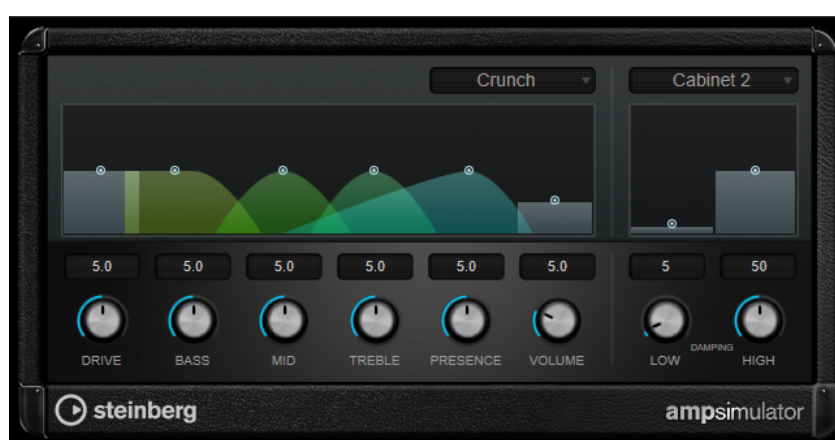 Crunch Cabinet 2
5.0 5.0 5.0 5.0 5.0 5.0 5 50
DRIVE BASS MID TREBLE PRESENCE VOLUME LOW DAMPING HIGH
steinberg ampsimulator